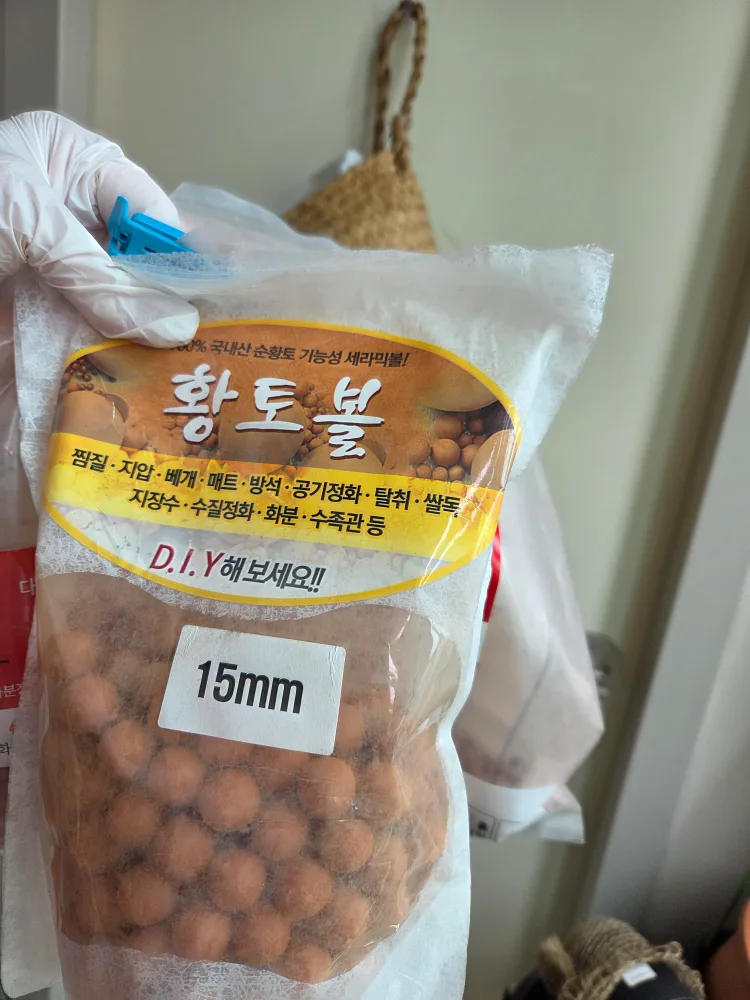 100% 국내산 순황토 기능성 세라믹볼!
황토볼
찜질·지압·베개·매트·방석·공기정화·탈취·쌀독
지장수·수질정화·화분·수족관 등
D.I.Y해보세요!!
15mm
다
화